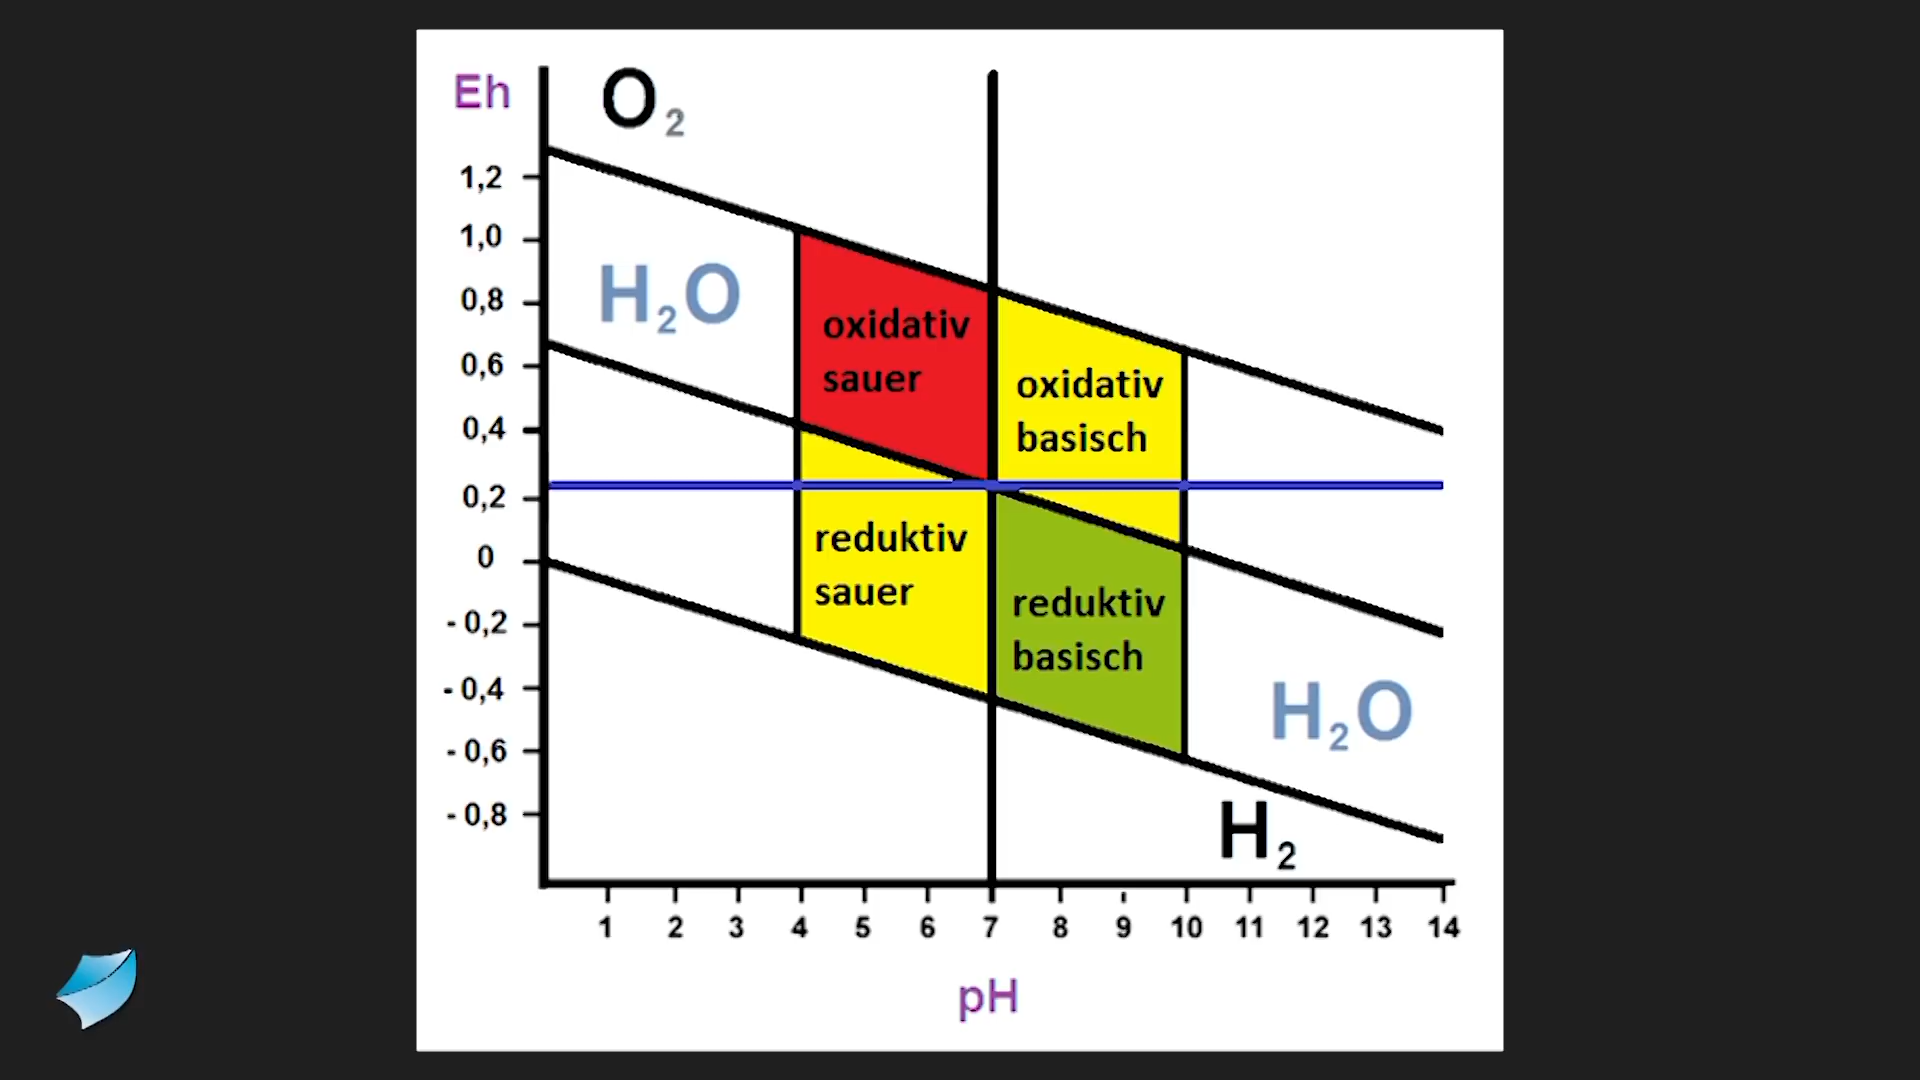 Eh
O2
1,2
1,0
0,8
0,6
0,4
0,2
0
- 0,2
- 0,4
- 0,6
- 0,8
H2O
oxidativ
sauer
oxidativ
basisch
reduktiv
sauer
reduktiv
basisch
H2O
H2
1 2 3 4 5 6 7 8 9 10 11 12 13 14
pH